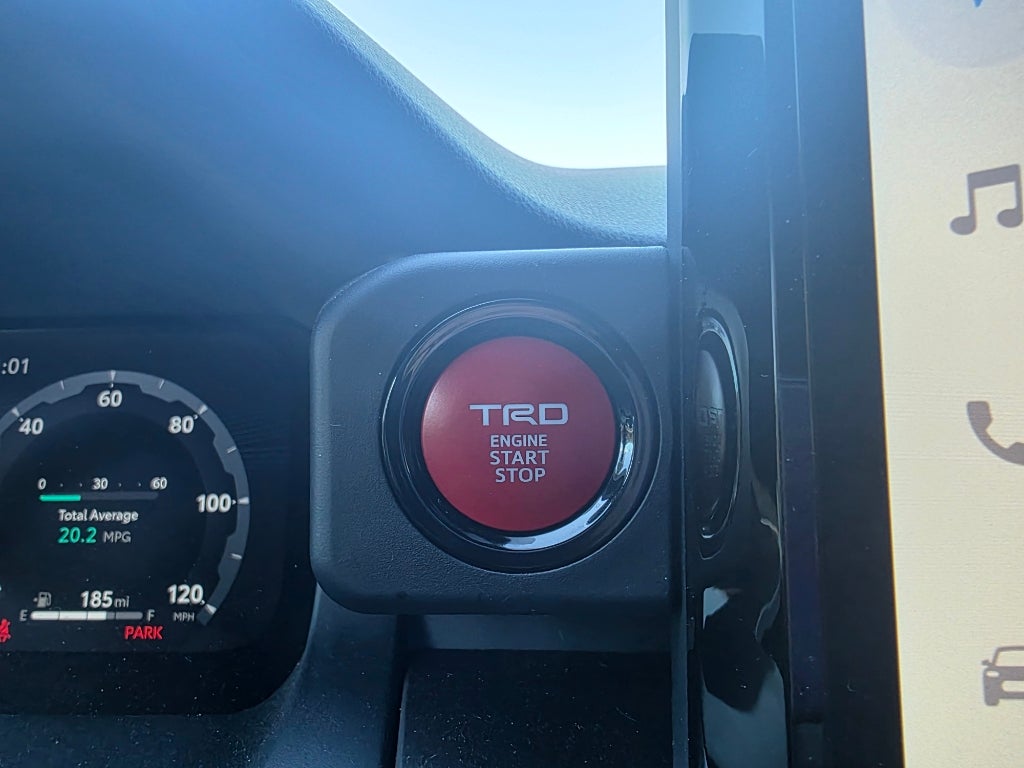 :01
60
40
80
0 30 60
100
Total Average
20.2 MPG
185 mi
120
E F
MPH
PARK
TRD
ENGINE
START
STOP